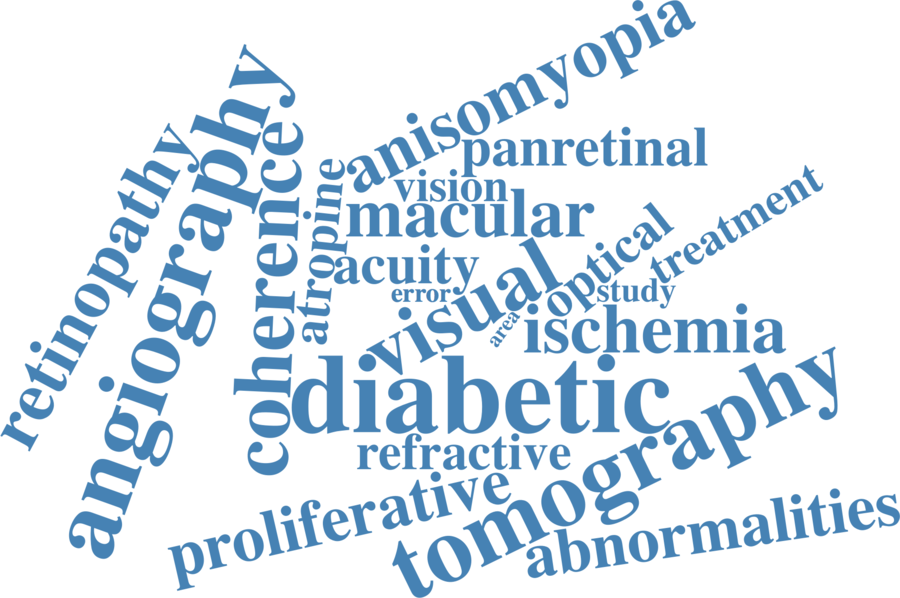 anisomyopia
panretinal
vision
macular
retinopathy
angiography
coherence
atropine
acuity
error
visual
optical
treatment
study
area
ischemia
diabetic
refractive
tomography
proliferative
abnormalities